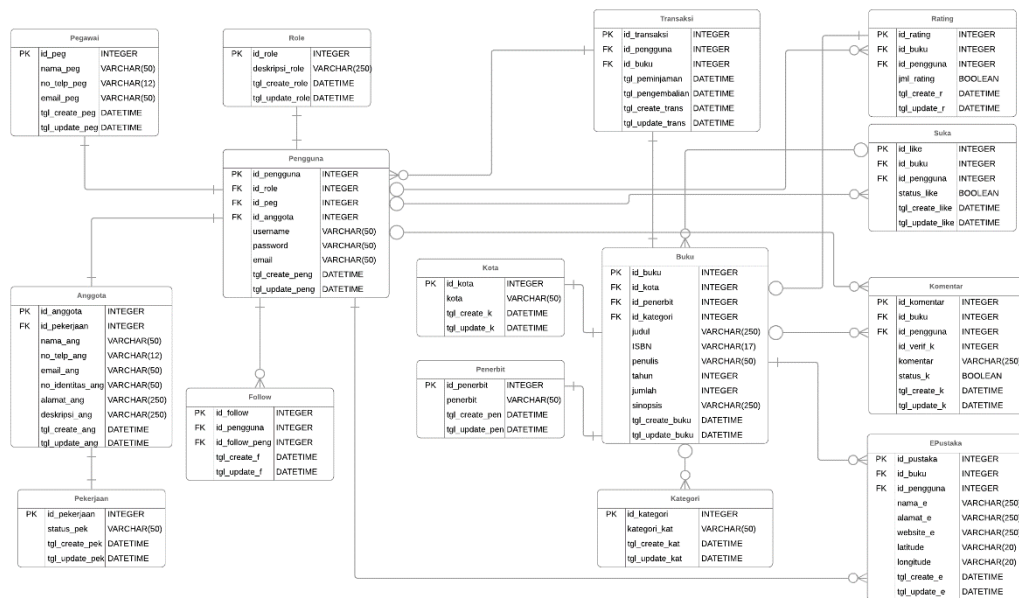 Pegawai
PK id_peg INTEGER
nama_peg VARCHAR(50)
no_telp_peg VARCHAR(12)
email_peg VARCHAR(50)
tgl_create_peg DATETIME
tgl_update_peg DATETIME
Role
PK id_role INTEGER
deskripsi_role VARCHAR(250)
tgl_create_role DATETIME
tgl_update_role DATETIME
Transaksi
PK id_transaksi INTEGER
FK id_pengguna INTEGER
FK id_buku INTEGER
tgl_peminjaman DATETIME
tgl_pengembalian DATETIME
tgl_create_trans DATETIME
tgl_update_trans DATETIME
Rating
PK id_rating INTEGER
FK id_buku INTEGER
FK id_pengguna INTEGER
jml_rating BOOLEAN
tgl_create_r DATETIME
tgl_update_r DATETIME
Suka
PK id_like INTEGER
FK id_buku INTEGER
FK id_pengguna INTEGER
status_like BOOLEAN
tgl_create_like DATETIME
tgl_update_like DATETIME
Pengguna
PK id_pengguna INTEGER
FK id_role INTEGER
FK id_peg INTEGER
FK id_anggota INTEGER
username VARCHAR(50)
password VARCHAR(50)
email VARCHAR(50)
tgl_create_peng DATETIME
tgl_update_peng DATETIME
Kota
PK id_kota INTEGER
kota VARCHAR(50)
tgl_create_k DATETIME
tgl_update_k DATETIME
Buku
PK id_buku INTEGER
FK id_kota INTEGER
FK id_penerbit INTEGER
FK id_kategori INTEGER
judul VARCHAR(250)
ISBN VARCHAR(17)
penulis VARCHAR(50)
tahun INTEGER
jumlah INTEGER
sinopsis VARCHAR(250)
tgl_create_buku DATETIME
tgl_update_buku DATETIME
Komentar
PK id_komentar INTEGER
FK id_buku INTEGER
FK id_pengguna INTEGER
id_verif_k INTEGER
komentar VARCHAR(250)
status_k BOOLEAN
tgl_create_k DATETIME
tgl_update_k DATETIME
Anggota
PK id_anggota INTEGER
FK id_pekerjaan INTEGER
nama_ang VARCHAR(50)
no_telp_ang VARCHAR(12)
email_ang VARCHAR(50)
no_identitas_ang VARCHAR(50)
alamat_ang VARCHAR(250)
deskripsi_ang VARCHAR(250)
tgl_create_ang DATETIME
tgl_update_ang DATETIME
Penerbit
PK id_penerbit INTEGER
penerbit VARCHAR(50)
tgl_create_pen DATETIME
tgl_update_pen DATETIME
Follow
PK id_follow INTEGER
FK id_pengguna INTEGER
FK id_follow_peng INTEGER
tgl_create_f DATETIME
tgl_update_f DATETIME
EPustaka
PK id_pustaka INTEGER
FK id_buku INTEGER
FK id_pengguna INTEGER
nama_e VARCHAR(250)
alamat_e VARCHAR(250)
website_e VARCHAR(250)
latitude VARCHAR(20)
longitude VARCHAR(20)
tgl_create_e DATETIME
tgl_update_e DATETIME
Pekerjaan
PK id_pekerjaan INTEGER
status_pek VARCHAR(50)
tgl_create_pek DATETIME
tgl_update_pek DATETIME
Kategori
PK id_kategori INTEGER
kategori_kat VARCHAR(50)
tgl_create_kat DATETIME
tgl_update_kat DATETIME